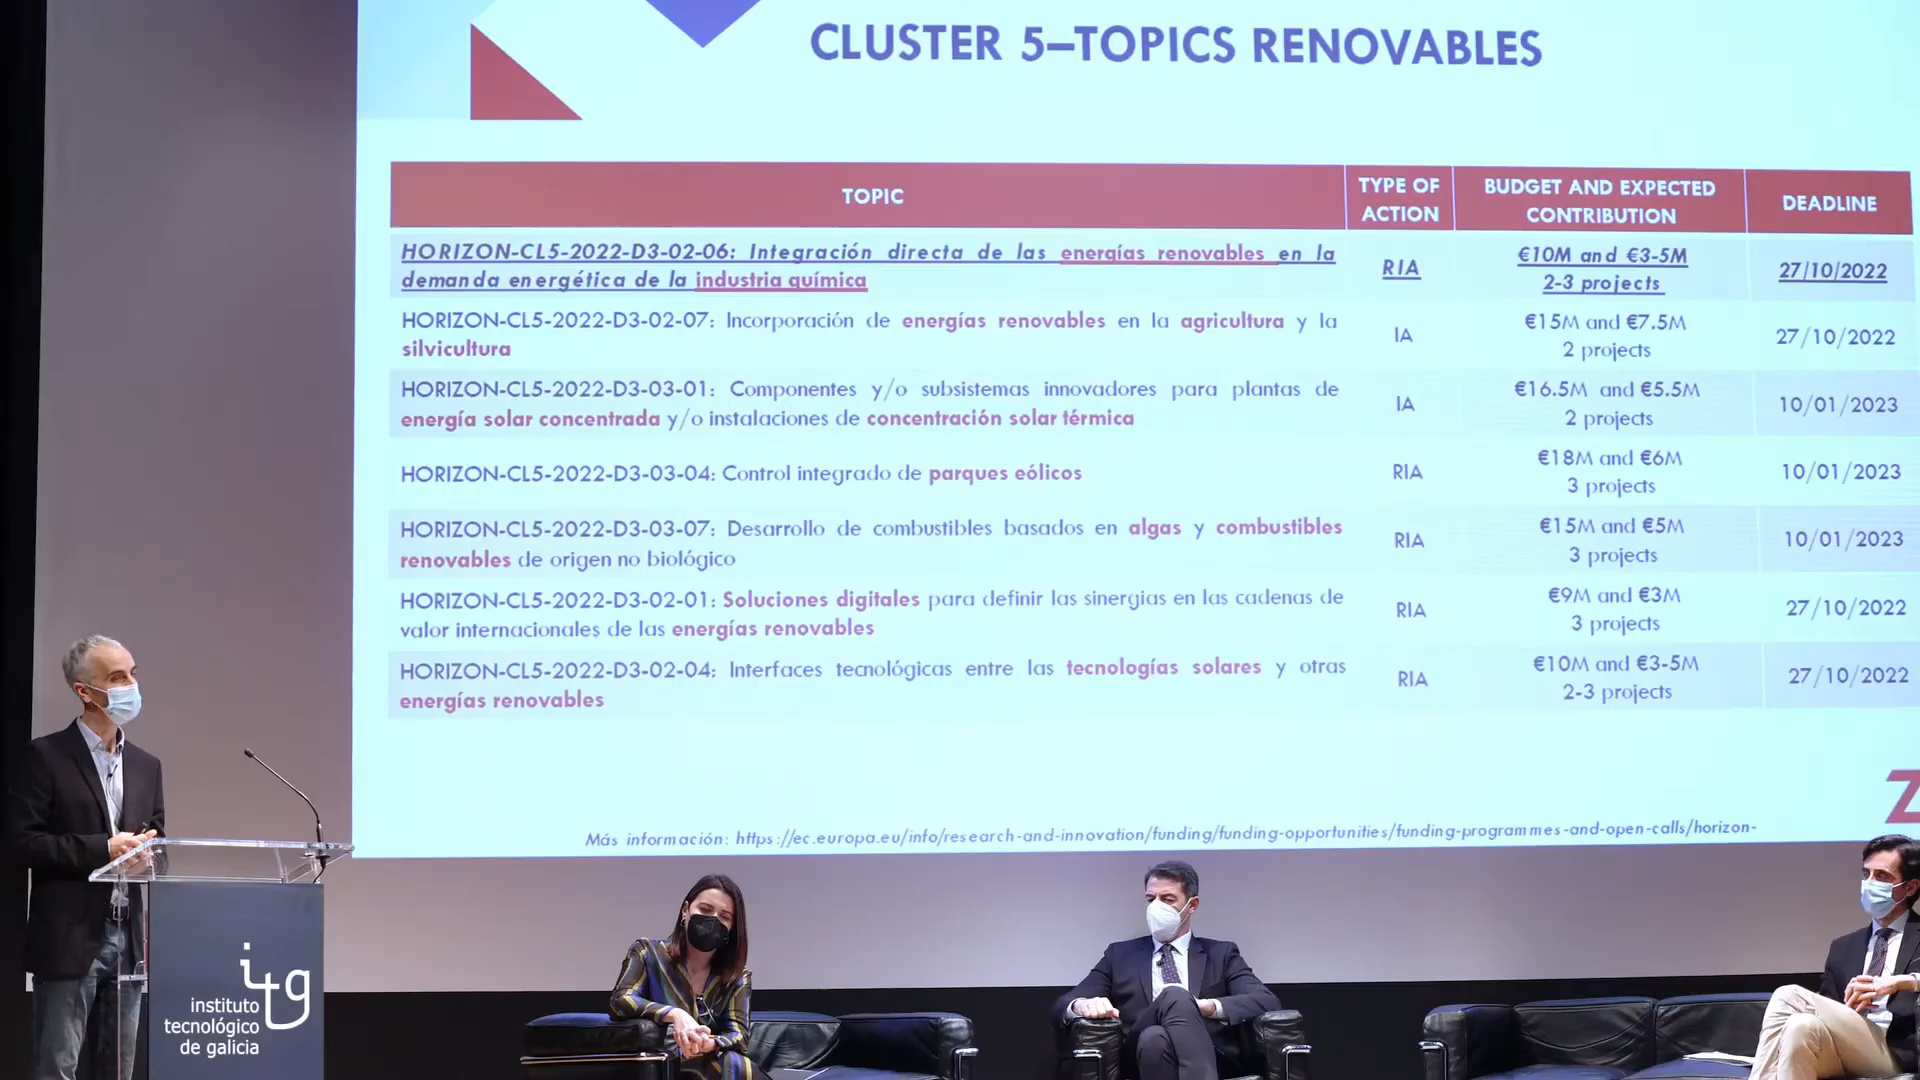 CLUSTER 5–TOPICS RENOVABLES
TOPIC
TYPE OF
ACTION
BUDGET AND EXPECTED
CONTRIBUTION
DEADLINE
HORIZON-CL5-2022-D3-02-06: Integración directa de las energías renovables en la
demanda energética de la industria química
RIA
€10M and €3-5M
2-3 projects
27/10/2022
HORIZON-CL5-2022-D3-02-07: Incorporación de energías renovables en la agricultura y la
silvicultura
IA
€15M and €7.5M
2 projects
27/10/2022
HORIZON-CL5-2022-D3-03-01: Componentes y/o subsistemas innovadores para plantas de
energía solar concentrada y/o instalaciones de concentración solar térmica
IA
€16.5M and €5.5M
2 projects
10/01/2023
HORIZON-CL5-2022-D3-03-04: Control integrado de parques eólicos
RIA
€18M and €6M
3 projects
10/01/2023
HORIZON-CL5-2022-D3-03-07: Desarrollo de combustibles basados en algas y combustibles
renovables de origen no biológico
RIA
€15M and €5M
3 projects
10/01/2023
HORIZON-CL5-2022-D3-02-01: Soluciones digitales para definir las sinergias en las cadenas de
valor internacionales de las energías renovables
RIA
€9M and €3M
3 projects
27/10/2022
HORIZON-CL5-2022-D3-02-04: Interfaces tecnológicas entre las tecnologías solares y otras
energías renovables
RIA
€10M and €3-5M
2-3 projects
27/10/2022
Z
Más información: https://ec.europa.eu/info/research-and-innovation/funding/funding-opportunities/funding-programmes-and-open-calls/horizon-
itg
instituto
tecnológico
de galicia